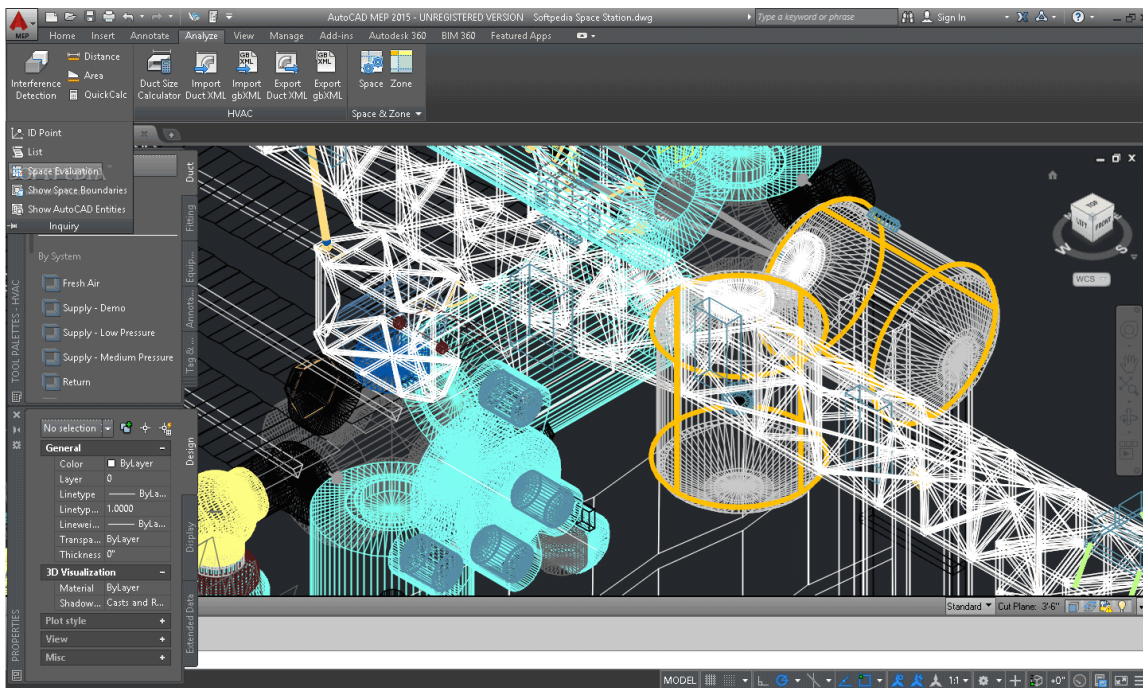 AutoCAD MEP 2015 - UNREGISTERED VERSION Softpedia Space Station.dwg
Type a keyword or phrase
Sign In
MEP
Home Insert Annotate Analyze View Manage Add-ins Autodesk 360 BIM 360 Featured Apps
Interference Detection
Distance
Area
QuickCalc
Duct Size Calculator
Import Duct XML
Import gbXML
Export Duct XML
Export gbXML
Space
Zone
HVAC
Space & Zone
ID Point
List
Space Evaluation
Show Space Boundaries
Show AutoCAD Entities
Inquiry
By System
Fresh Air
Supply - Demo
Supply - Low Pressure
Supply - Medium Pressure
Return
TOOL PALETTES - HVAC
Duct
Fitting
Equip...
Annota...
Tag & ...
TOP
LEFT
FRONT
W
S
WCS
No selection
General
Color ByLayer
Layer 0
Linetype ByLa...
Linetyp... 1.0000
Linewei... ByLa...
Transpa... ByLayer
Thickness 0"
3D Visualization
Material ByLayer
Shadow... Casts and R...
Plot style
View
Misc
PROPERTIES
Design
Display
Extended Data
Standard Cut Plane: 3'-6"
MODEL 1:1 +0"